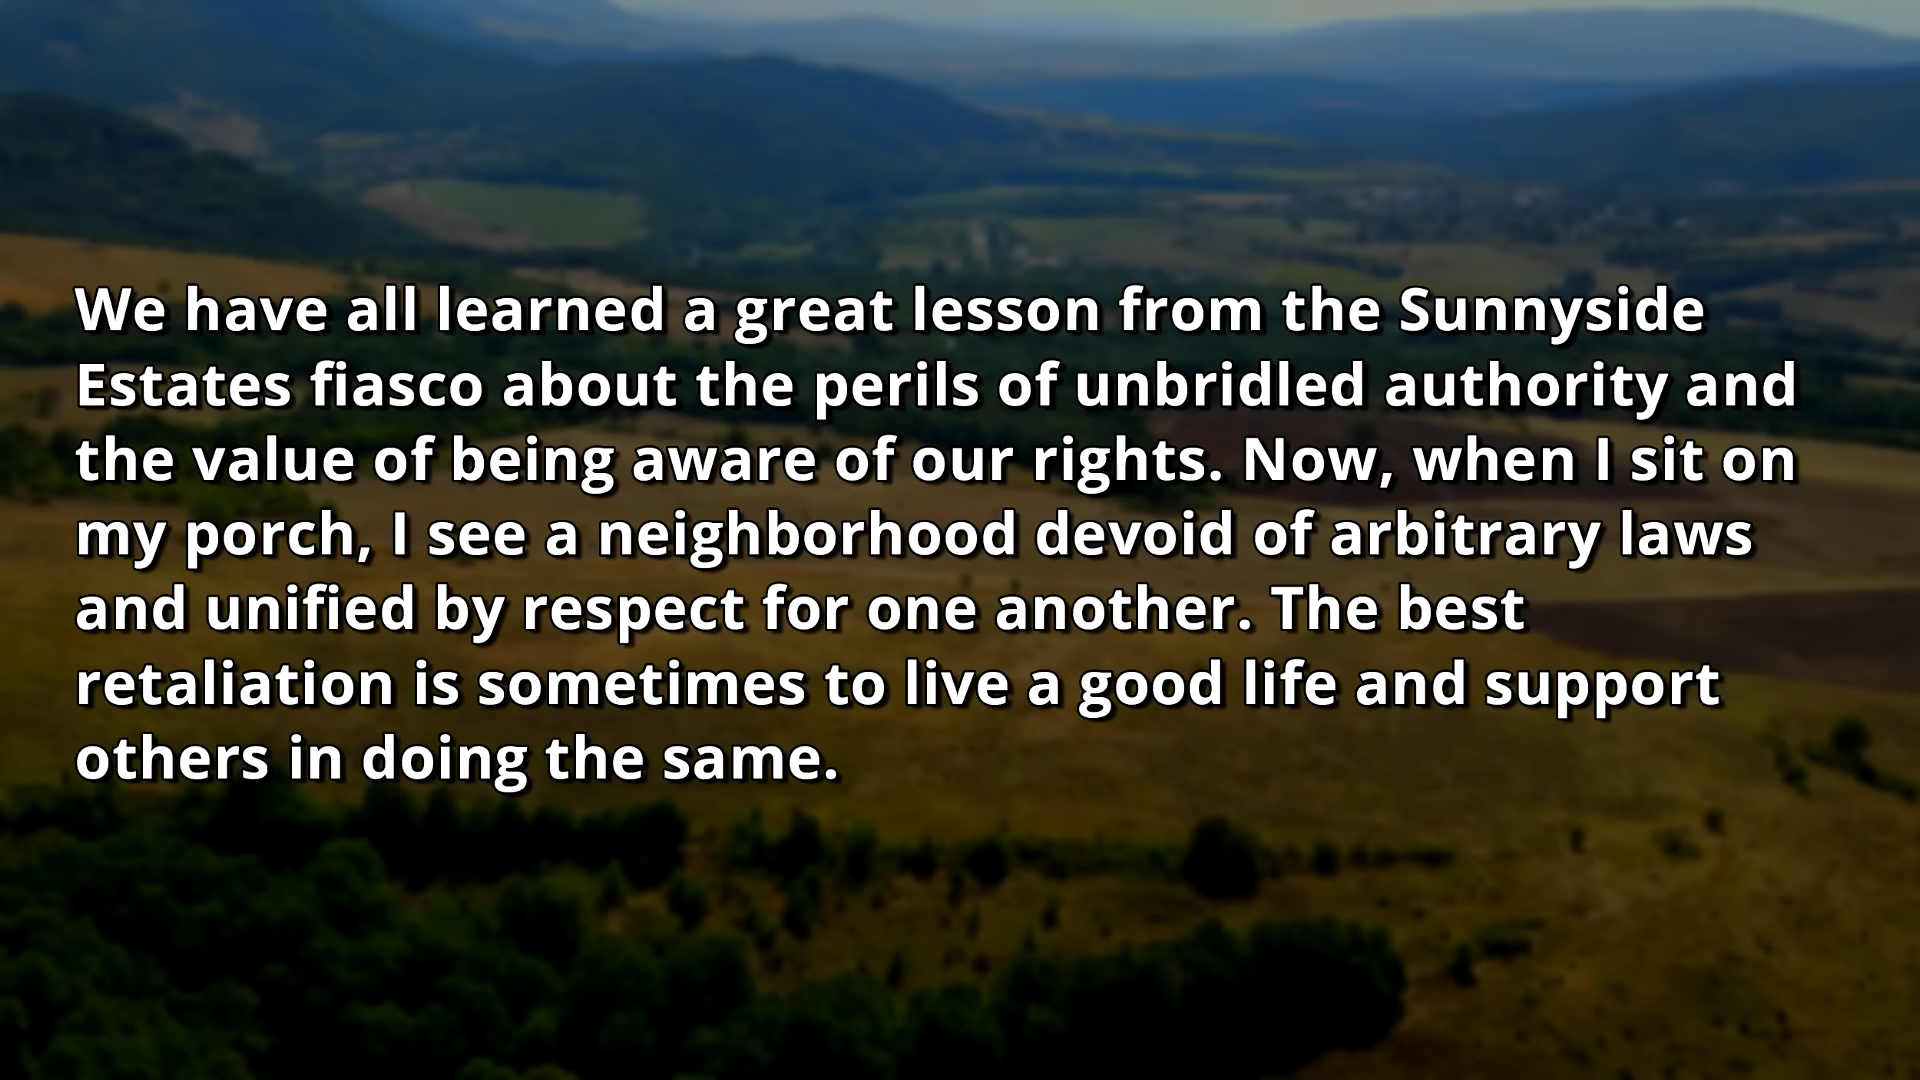 We have all learned a great lesson from the Sunnyside
Estates fiasco about the perils of unbridled authority and
the value of being aware of our rights. Now, when I sit on
my porch, I see a neighborhood devoid of arbitrary laws
and unified by respect for one another. The best
retaliation is sometimes to live a good life and support
others in doing the same.